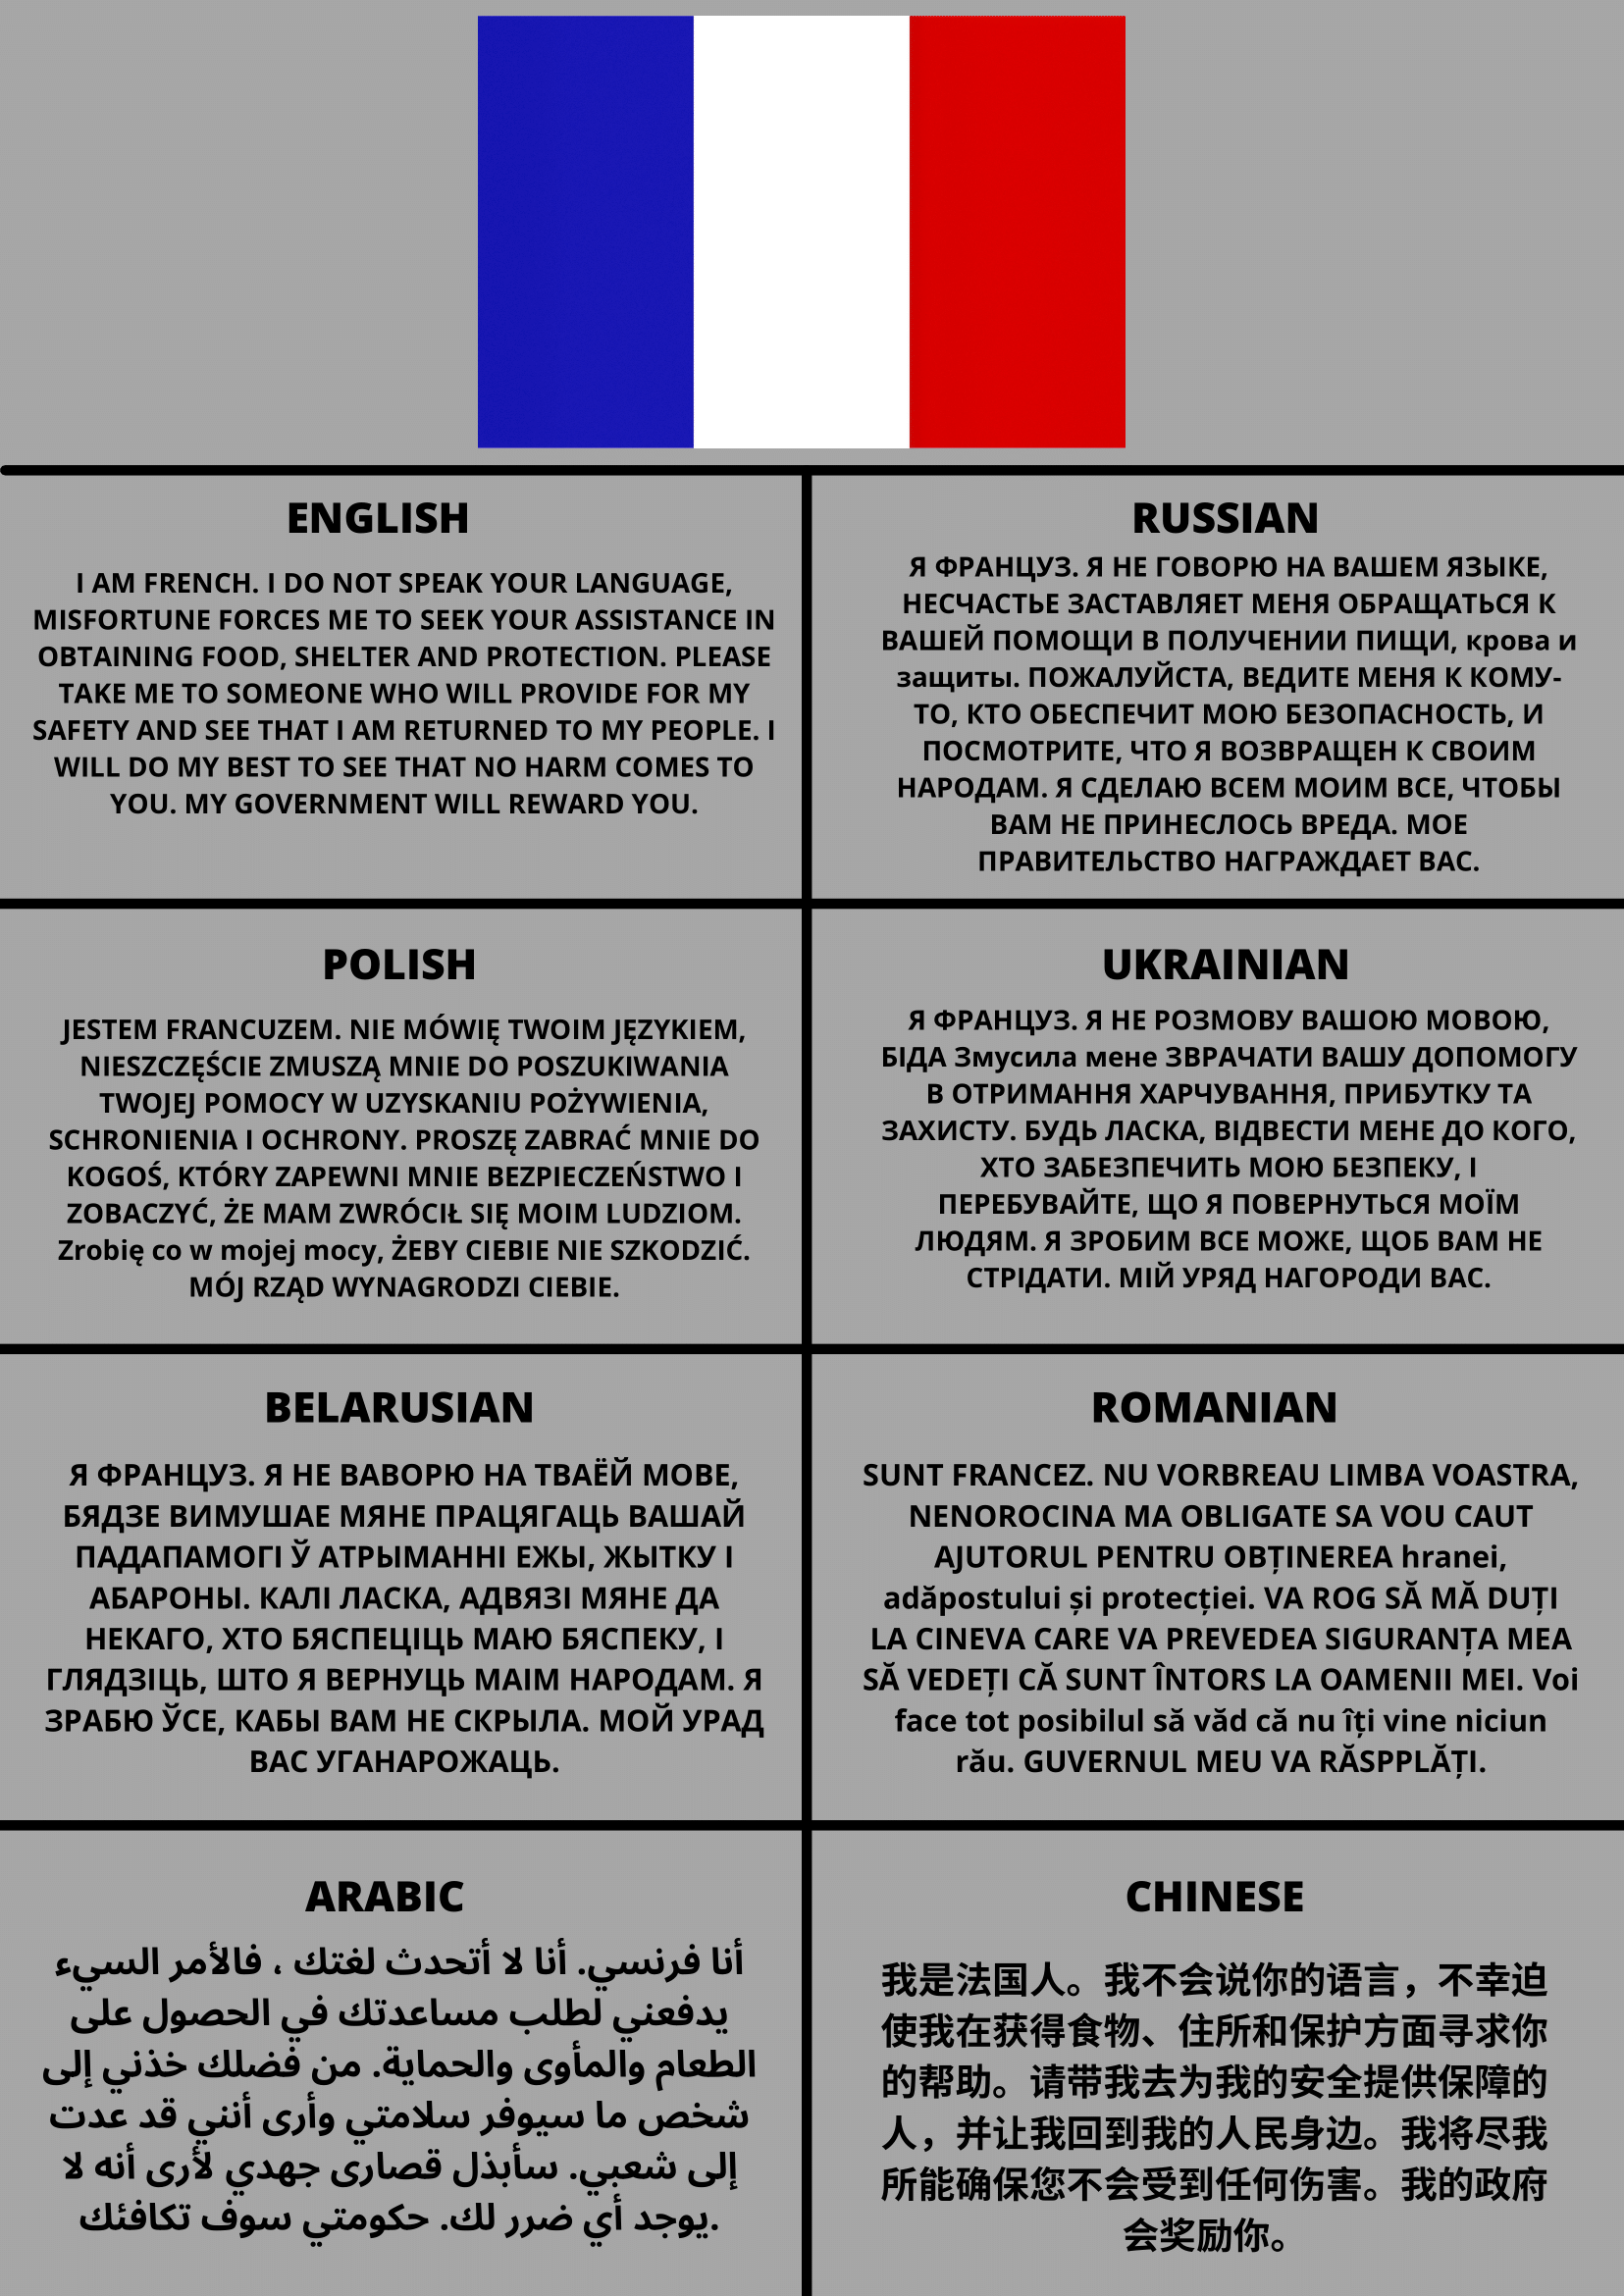 ENGLISH
I AM FRENCH. I DO NOT SPEAK YOUR LANGUAGE,
MISFORTUNE FORCES ME TO SEEK YOUR ASSISTANCE IN
OBTAINING FOOD, SHELTER AND PROTECTION. PLEASE
TAKE ME TO SOMEONE WHO WILL PROVIDE FOR MY
SAFETY AND SEE THAT I AM RETURNED TO MY PEOPLE. I
WILL DO MY BEST TO SEE THAT NO HARM COMES TO
YOU. MY GOVERNMENT WILL REWARD YOU.
RUSSIAN
Я ФРАНЦУЗ. Я НЕ ГОВОРЮ НА ВАШЕМ ЯЗЫКЕ,
НЕСЧАСТЬЕ ЗАСТАВЛЯЕТ МЕНЯ ОБРАЩАТЬСЯ К
ВАШЕЙ ПОМОЩИ В ПОЛУЧЕНИИ ПИЩИ, крова и
защиты. ПОЖАЛУЙСТА, ВЕДИТЕ МЕНЯ К КОМУ-
ТО, КТО ОБЕСПЕЧИТ МОЮ БЕЗОПАСНОСТЬ, И
ПОСМОТРИТЕ, ЧТО Я ВОЗВРАЩЕН К СВОИМ
НАРОДАМ. Я СДЕЛАЮ ВСЕМ МОИМ ВСЕ, ЧТОБЫ
ВАМ НЕ ПРИНЕСЛОСЬ ВРЕДА. МОЕ
ПРАВИТЕЛЬСТВО НАГРАЖДАЕТ ВАС.
POLISH
JESTEM FRANCUZEM. NIE MÓWIĘ TWOIM JĘZYKIEM,
NIESZCZĘŚCIE ZMUSZĄ MNIE DO POSZUKIWANIA
TWOJEJ POMOCY W UZYSKANIU POŻYWIENIA,
SCHRONIENIA I OCHRONY. PROSZĘ ZABRAĆ MNIE DO
KOGOŚ, KTÓRY ZAPEWNI MNIE BEZPIECZEŃSTWO I
ZOBACZYĆ, ŻE MAM ZWRÓCIŁ SIĘ MOIM LUDZIOM.
Zrobię co w mojej mocy, ŻEBY CIEBIE NIE SZKODZIĆ.
MÓJ RZĄD WYNAGRODZI CIEBIE.
UKRAINIAN
Я ФРАНЦУЗ. Я НЕ РОЗМОВУ ВАШОЮ МОВОЮ,
БІДА Змусила мене ЗВРАЧАТИ ВАШУ ДОПОМОГУ
В ОТРИМАННЯ ХАРЧУВАННЯ, ПРИБУТКУ ТА
ЗАХИСТУ. БУДЬ ЛАСКА, ВІДВЕСТИ МЕНЕ ДО КОГО,
ХТО ЗАБЕЗПЕЧИТЬ МОЮ БЕЗПЕКУ, І
ПЕРЕБУВАЙТЕ, ЩО Я ПОВЕРНУТЬСЯ МОЇМ
ЛЮДЯМ. Я ЗРОБИМ ВСЕ МОЖЕ, ЩОБ ВАМ НЕ
СТРІДАТИ. МІЙ УРЯД НАГОРОДИ ВАС.
BELARUSIAN
Я ФРАНЦУЗ. Я НЕ ВАВОРЮ НА ТВАЁЙ МОВЕ,
БЯДЗЕ ВИМУШАЕ МЯНЕ ПРАЦЯГАЦЬ ВАШАЙ
ПАДАПАМОГІ Ў АТРЫМАННІ ЕЖЫ, ЖЫТКУ І
АБАРОНЫ. КАЛІ ЛАСКА, АДВЯЗІ МЯНЕ ДА
НЕКАГО, ХТО БЯСПЕЦІЦЬ МАЮ БЯСПЕКУ, І
ГЛЯДЗІЦЬ, ШТО Я ВЕРНУЦЬ МАІМ НАРОДАМ. Я
ЗРАБЮ ЎСЕ, КАБЫ ВАМ НЕ СКРЫЛА. МОЙ УРАД
ВАС УГАНАРОЖАЦЬ.
ROMANIAN
SUNT FRANCEZ. NU VORBREAU LIMBA VOASTRA,
NENOROCINA MA OBLIGATE SA VOU CAUT
AJUTORUL PENTRU OBȚINEREA hranei,
adăpostului și protecției. VA ROG SĂ MĂ DUȚI
LA CINEVA CARE VA PREVEDEA SIGURANȚA MEA
SĂ VEDEȚI CĂ SUNT ÎNTORS LA OAMENII MEI. Voi
face tot posibilul să văd că nu îți vine niciun
rău. GUVERNUL MEU VA RĂSPPLĂȚI.
ARABIC
أنا فرنسي. أنا لا أتحدث لغتك ، فالأمر السيء
يدفعني لطلب مساعدتك في الحصول على
الطعام والمأوى والحماية. من فضلك خذني إلى
شخص ما سيوفر سلامتي وأرى أنني قد عدت
إلى شعبي. سأبذل قصارى جهدي لأرى أنه لا
يوجد أي ضرر لك. حكومتي سوف تكافئك.
CHINESE
我是法国人。我不会说你的语言，不幸迫
使我在获得食物、住所和保护方面寻求你
的帮助。请带我去为我的安全提供保障的
人，并让我回到我的人民身边。我将尽我
所能确保您不会受到任何伤害。我的政府
会奖励你。